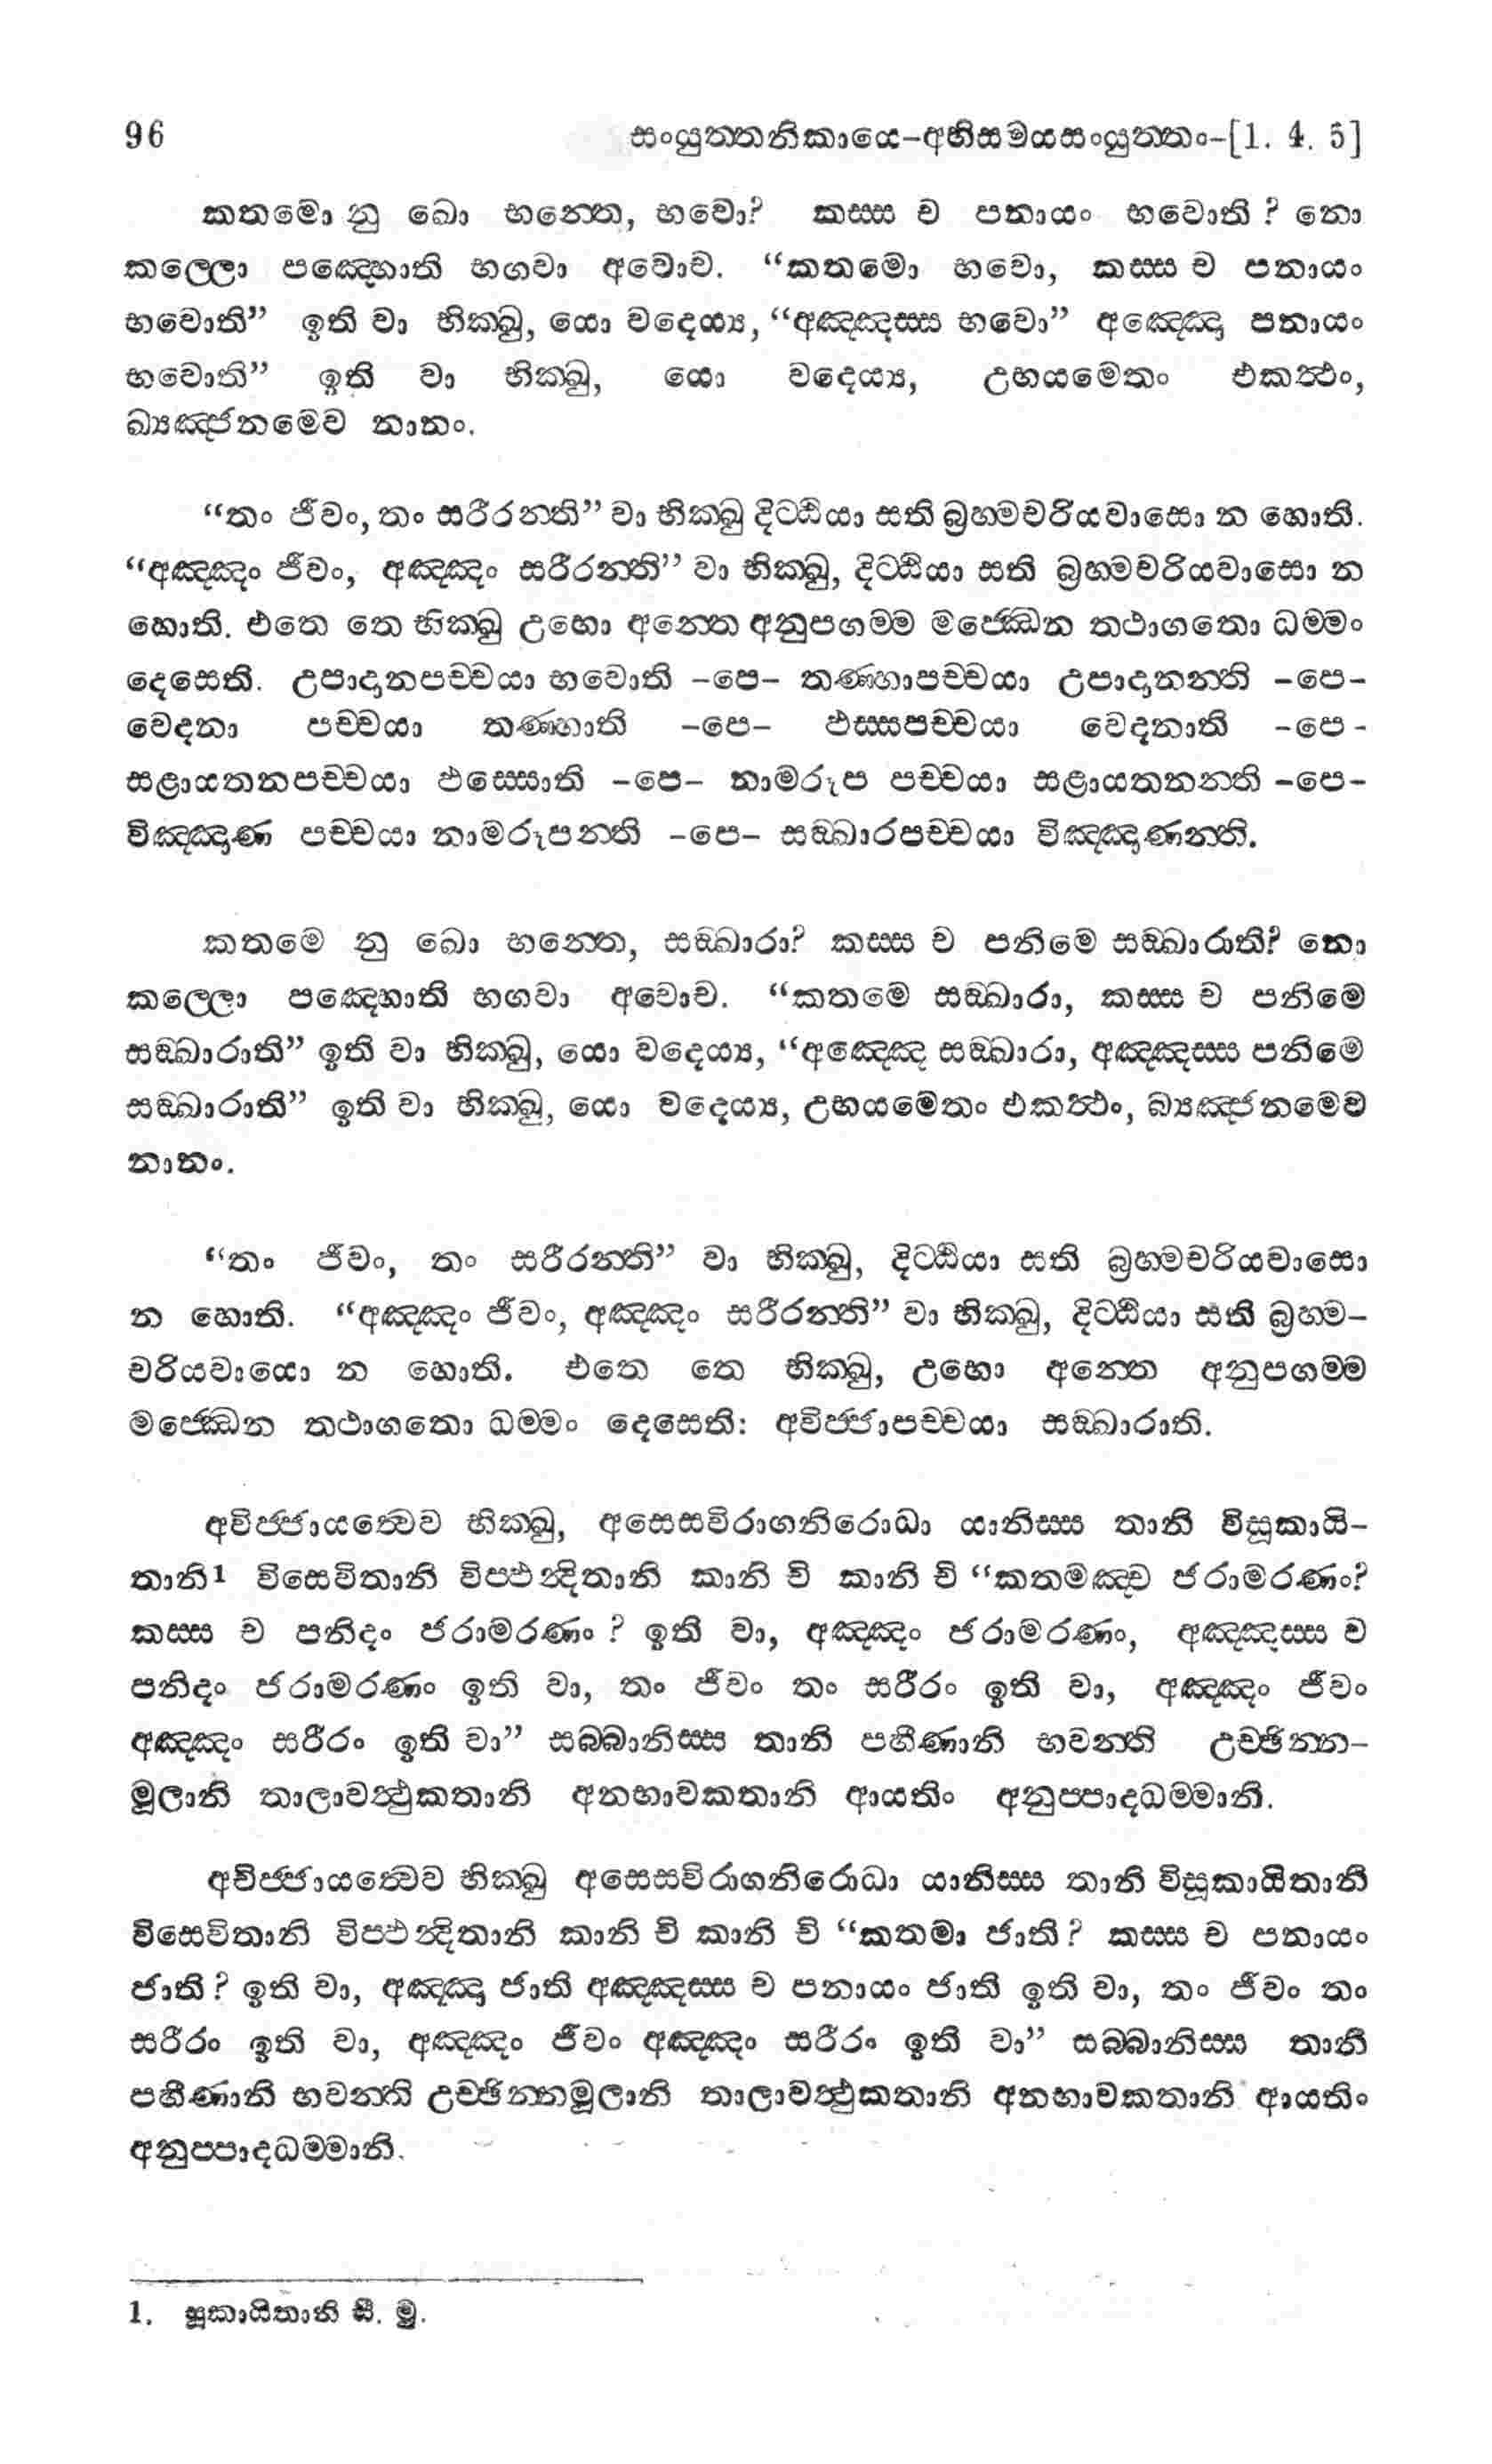 96 සංයුත්තනිකායෙ-අභිසමයසංයුත්තං-[1. 4. 5]
කතමො නු ඛො භන්තෙ, භවො? කස්ස ච පනායං භවොති ? නො
කල්ලො පඤ්හොති භගවා අවොච. “කතමො භවො, කස්ස ච පනායං
භවොති” ඉති වා භික්ඛු, යො වදෙය්‍ය, “අඤ්ඤස්ස භවො” අඤ්ඤො පනායං
භවොති” ඉති වා භික්ඛු, යො වදෙය්‍ය, උභයමෙතං එකත්ථං,
ඛ්‍යඤ්ජනමෙව නානං.
“තං ජීවං, තං සරීරන්ති” වා භික්ඛු දිට්ඨියා සති බ්‍රහ්මචරියවාසො න හොති.
“අඤ්ඤං ජීවං, අඤ්ඤං සරීරන්ති” වා භික්ඛු, දිට්ඨියා සති බ්‍රහ්මචරියවාසො න
හොති. එතෙ තෙ භික්ඛු උභො අන්තෙ අනුපගම්ම මජ්ඣෙන තථාගතො ධම්මං
දෙසෙති. උපාදානපච්චයා භවොති -පෙ- තණ්හාපච්චයා උපාදානන්ති -පෙ-
වෙදනා පච්චයා තණ්හාති -පෙ- ඵස්සපච්චයා වෙදනාති -පෙ-
සළායතනපච්චයා ඵස්සොති -පෙ- නාමරූප පච්චයා සළායතනන්ති -පෙ-
විඤ්ඤාණ පච්චයා නාමරූපන්ති -පෙ- සඞ්ඛාරපච්චයා විඤ්ඤාණන්ති.
කතමෙ නු ඛො භන්තෙ, සඞ්ඛාරා? කස්ස ච පනිමෙ සඞ්ඛාරාති? නො
කල්ලො පඤ්හොති භගවා අවොච. “කතමෙ සඞ්ඛාරා, කස්ස ච පනිමෙ
සඞ්ඛාරාති” ඉති වා භික්ඛු, යො වදෙය්‍ය, “අඤ්ඤෙ සඞ්ඛාරා, අඤ්ඤස්ස පනිමෙ
සඞ්ඛාරාති” ඉති වා භික්ඛු, යො වදෙය්‍ය, උභයමෙතං එකත්ථං, බ්‍යඤ්ජනමෙව
නානං.
“තං ජීවං, තං සරීරන්ති” වා භික්ඛු, දිට්ඨියා සති බ්‍රහ්මචරියවාසො
න හොති. “අඤ්ඤං ජීවං, අඤ්ඤං සරීරන්ති” වා භික්ඛු, දිට්ඨියා සති බ්‍රහ්ම-
චරියවායො න හොති. එතෙ තෙ භික්ඛු, උභො අන්තෙ අනුපගම්ම
මජ්ඣෙන තථාගතො ධම්මං දෙසෙති: අවිජ්ජාපච්චයා සඞ්ඛාරාති.
අවිජ්ජායත්වෙව භික්ඛු, අසෙසවිරාගනිරොධා යානිස්ස තානි විසූකායි-
තානි1 විසෙවිතානි විප්ඵන්දිතානි කානි චි කානි චි “කතමඤ්ච ජරාමරණං?
කස්ස ච පනිදං ජරාමරණං ? ඉති වා, අඤ්ඤං ජරාමරණං, අඤ්ඤස්ස ච
පනිදං ජරාමරණං ඉති වා, තං ජීවං තං සරීරං ඉති වා, අඤ්ඤං ජීවං
අඤ්ඤං සරීරං ඉති වා” සබ්බානිස්ස තානි පහීණානි භවන්ති උච්ඡින්න-
මූලානි තාලාවත්ථුකතානි අනභාවකතානි ආයතිං අනුප්පාදධම්මානි.
අවිජ්ජායත්වෙව භික්ඛු අසෙසවිරාගනිරොධා යානිස්ස තානි විසූකායිතානි
විසෙවිතානි විප්ඵන්දිතානි කානි චි කානි චි “කතමා ජාති? කස්ස ච පනායං
ජාති? ඉති වා, අඤ්ඤා ජාති අඤ්ඤස්ස ච පනායං ජාති ඉති වා, තං ජීවං තං
සරීරං ඉති වා, අඤ්ඤං ජීවං අඤ්ඤං සරීරං ඉති වා” සබ්බානිස්ස තානි
පහීණානි භවන්ති උච්ඡින්නමූලානි තාලාවත්ථුකතානි අනභාවකතානි ආයතිං
අනුප්පාදධම්මානි.
1. සූකායිතානි සී. මු.